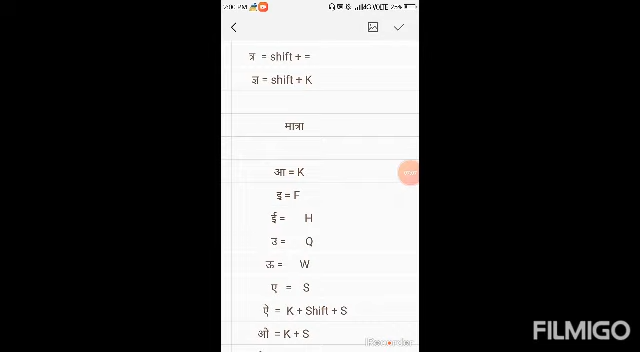 त्र = shift + =
ज्ञ = shift + K
मात्रा
आ = K
इ = F
ई = H
उ = Q
ऊ = W
ए = S
ऐ = K + Shift + S
ओ = K + S
FILMIGO